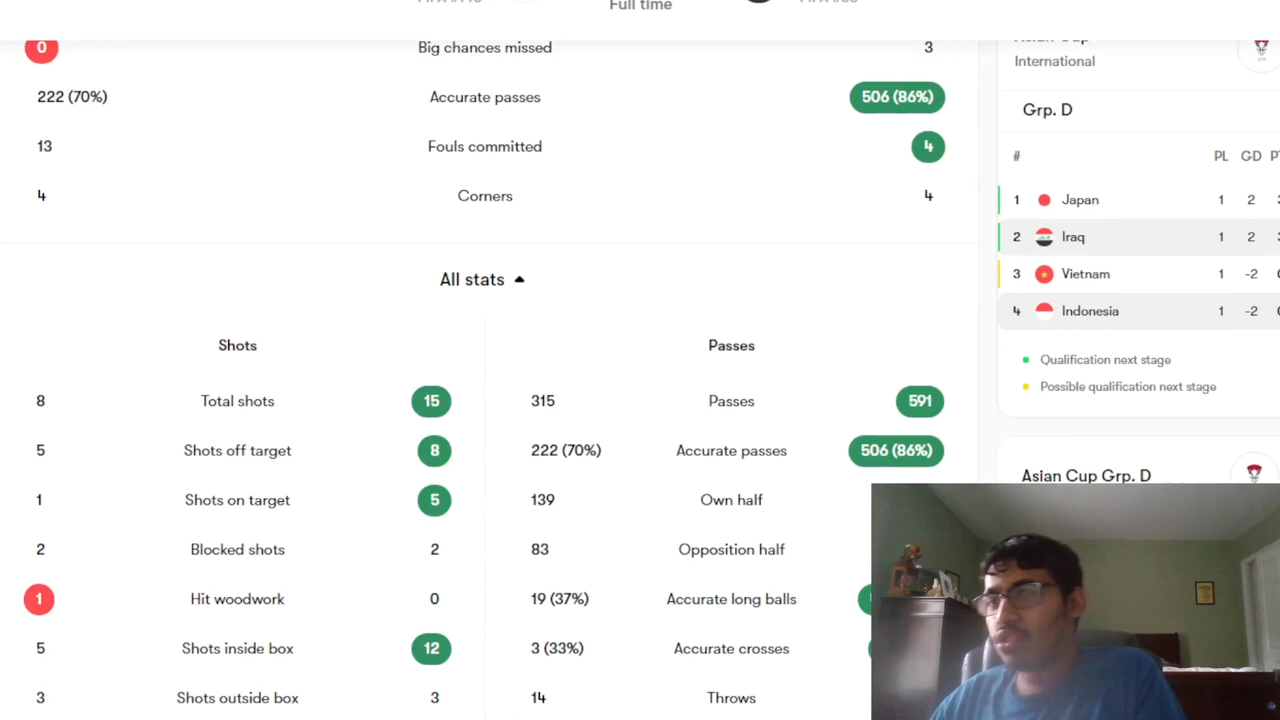 Full time
0 Big chances missed 3
222 (70%) Accurate passes 506 (86%)
13 Fouls committed 4
4 Corners 4
All stats
Shots
8 Total shots 15
5 Shots off target 8
1 Shots on target 5
2 Blocked shots 2
1 Hit woodwork 0
5 Shots inside box 12
3 Shots outside box 3
Passes
315 Passes 591
222 (70%) Accurate passes 506 (86%)
139 Own half
83 Opposition half
19 (37%) Accurate long balls
3 (33%) Accurate crosses
14 Throws
Asian Cup
International
Grp. D
# PL GD
1 Japan 1 2
2 Iraq 1 2
3 Vietnam 1 -2
4 Indonesia 1 -2
Qualification next stage
Possible qualification next stage
Asian Cup Grp. D